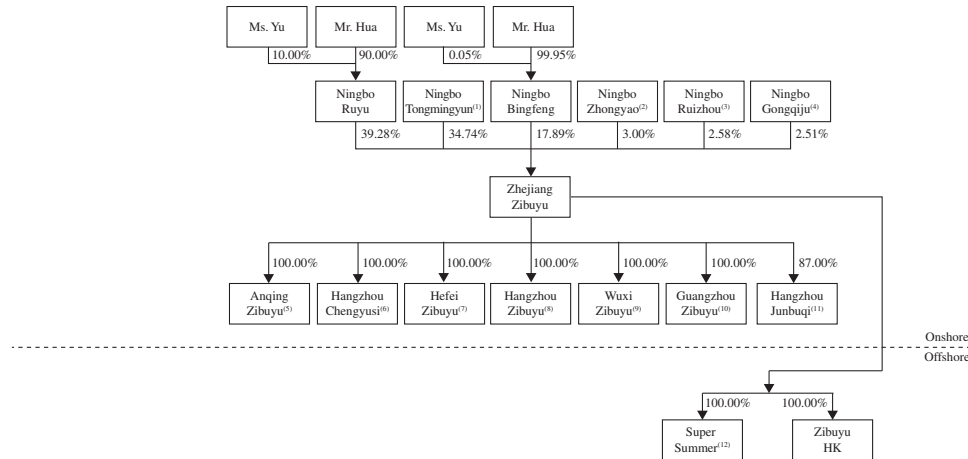 Ms. Yu
Mr. Hua
Ms. Yu
Mr. Hua
10.00%
90.00%
0.05%
99.95%
Ningbo
Ruyu
Ningbo
Tongmingyun(1)
Ningbo
Bingfeng
Ningbo
Zhongyao(2)
Ningbo
Ruizhou(3)
Ningbo
Gongqiju(4)
39.28%
34.74%
17.89%
3.00%
2.58%
2.51%
Zhejiang
Zibuyu
100.00%
100.00%
100.00%
100.00%
100.00%
100.00%
87.00%
Anqing
Zibuyu(5)
Hangzhou
Chengyusi(6)
Hefei
Zibuyu(7)
Hangzhou
Zibuyu(8)
Wuxi
Zibuyu(9)
Guangzhou
Zibuyu(10)
Hangzhou
Junbuqi(11)
Onshore
Offshore
100.00%
100.00%
Super
Summer(12)
Zibuyu
HK